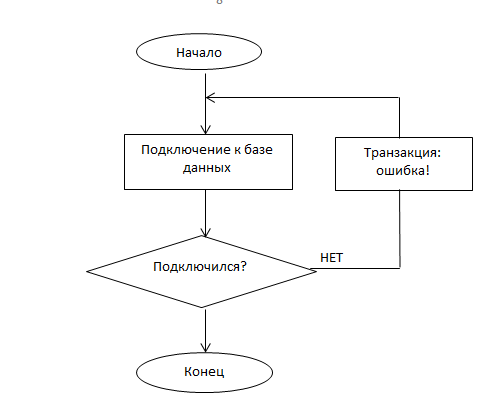 Начало
Подключение к базе
данных
Транзакция:
ошибка!
Подключился?
НЕТ
Конец